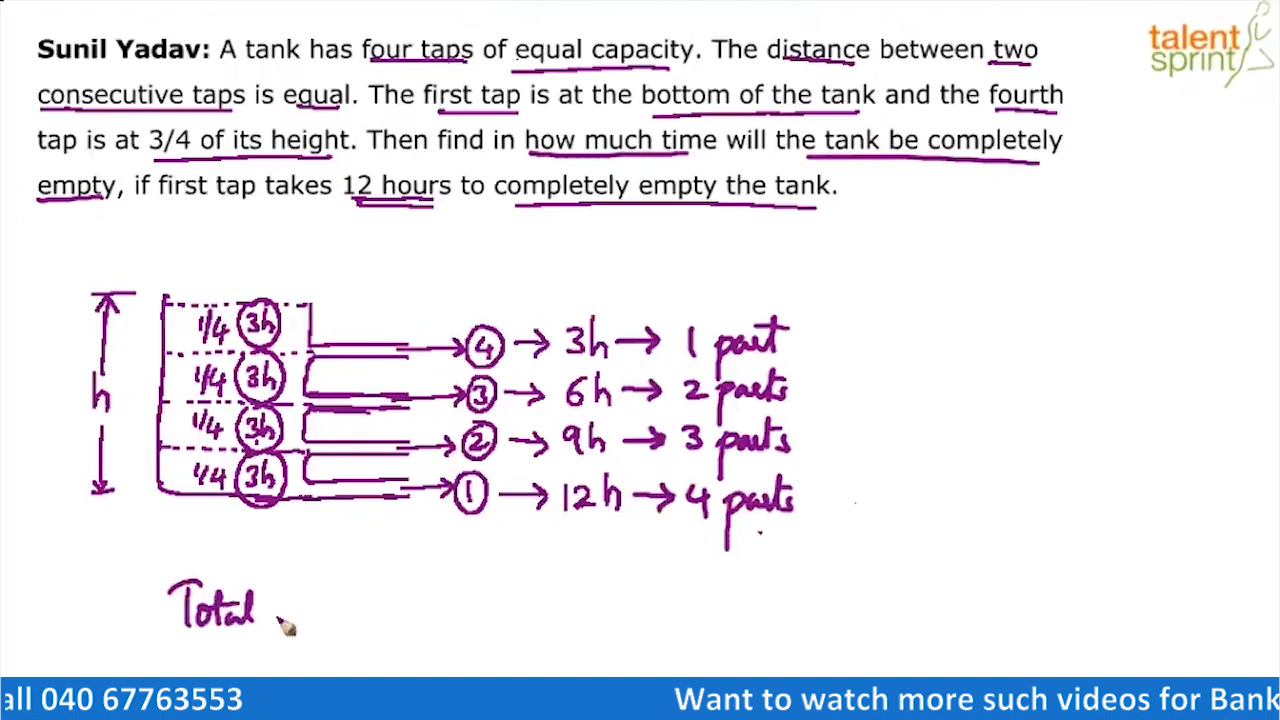 talent
sprint
Sunil Yadav: A tank has four taps of equal capacity. The distance between two
consecutive taps is equal. The first tap is at the bottom of the tank and the fourth
tap is at 3/4 of its height. Then find in how much time will the tank be completely
empty, if first tap takes 12 hours to completely empty the tank.
1/4 3h 4 → 3h → 1 part
1/4 3h 3 → 6h → 2 parts
h
1/4 3h 2 → 9h → 3 parts
1/4 3h 1 → 12h → 4 parts
Total
all 040 67763553 Want to watch more such videos for Bank